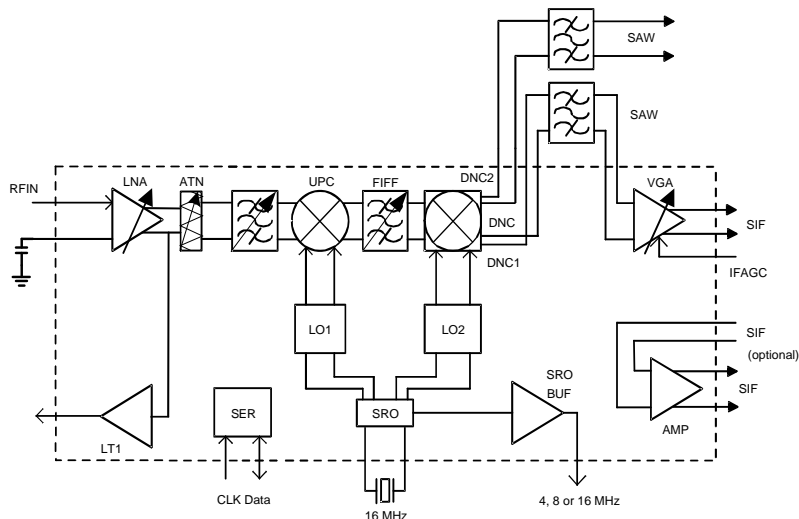 SAW
SAW
DNC2
LNA
ATN
UPC
FIFF
VGA
RFIN
DNC
SIF
DNC1
IFAGC
LO1
LO2
SIF
(optional)
SRO
BUF
SIF
SER
SRO
LT1
AMP
CLK Data
16 MHz
4, 8 or 16 MHz